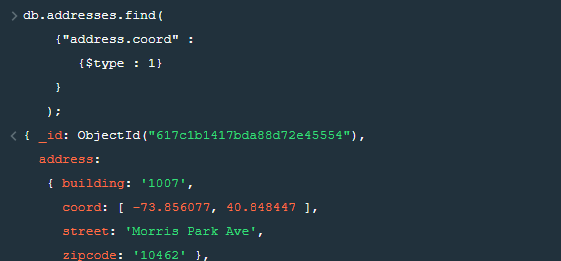 > db.addresses.find(
{"address.coord" :
{$type : 1}
}
);
< { _id: ObjectId("617c1b1417bda88d72e45554"),
address:
{ building: '1007',
coord: [ -73.856077, 40.848447 ],
street: 'Morris Park Ave',
zipcode: '10462' },